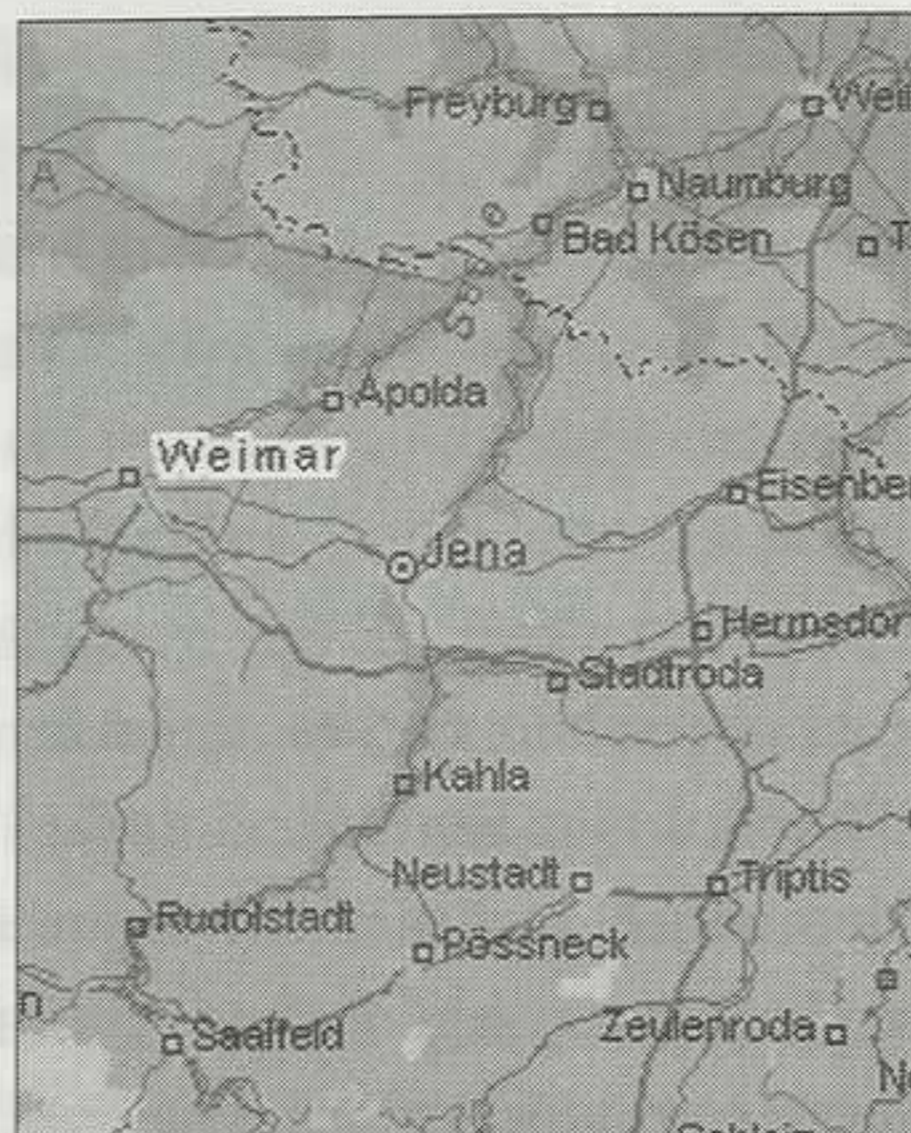 Freyburg
Naumburg
Bad Kösen
Apolda
Weimar
Jena
Stadtroda
Kahla
Neustadt
Triptis
Rudolstadt
Pössneck
Zeulenroda
Saalfeld